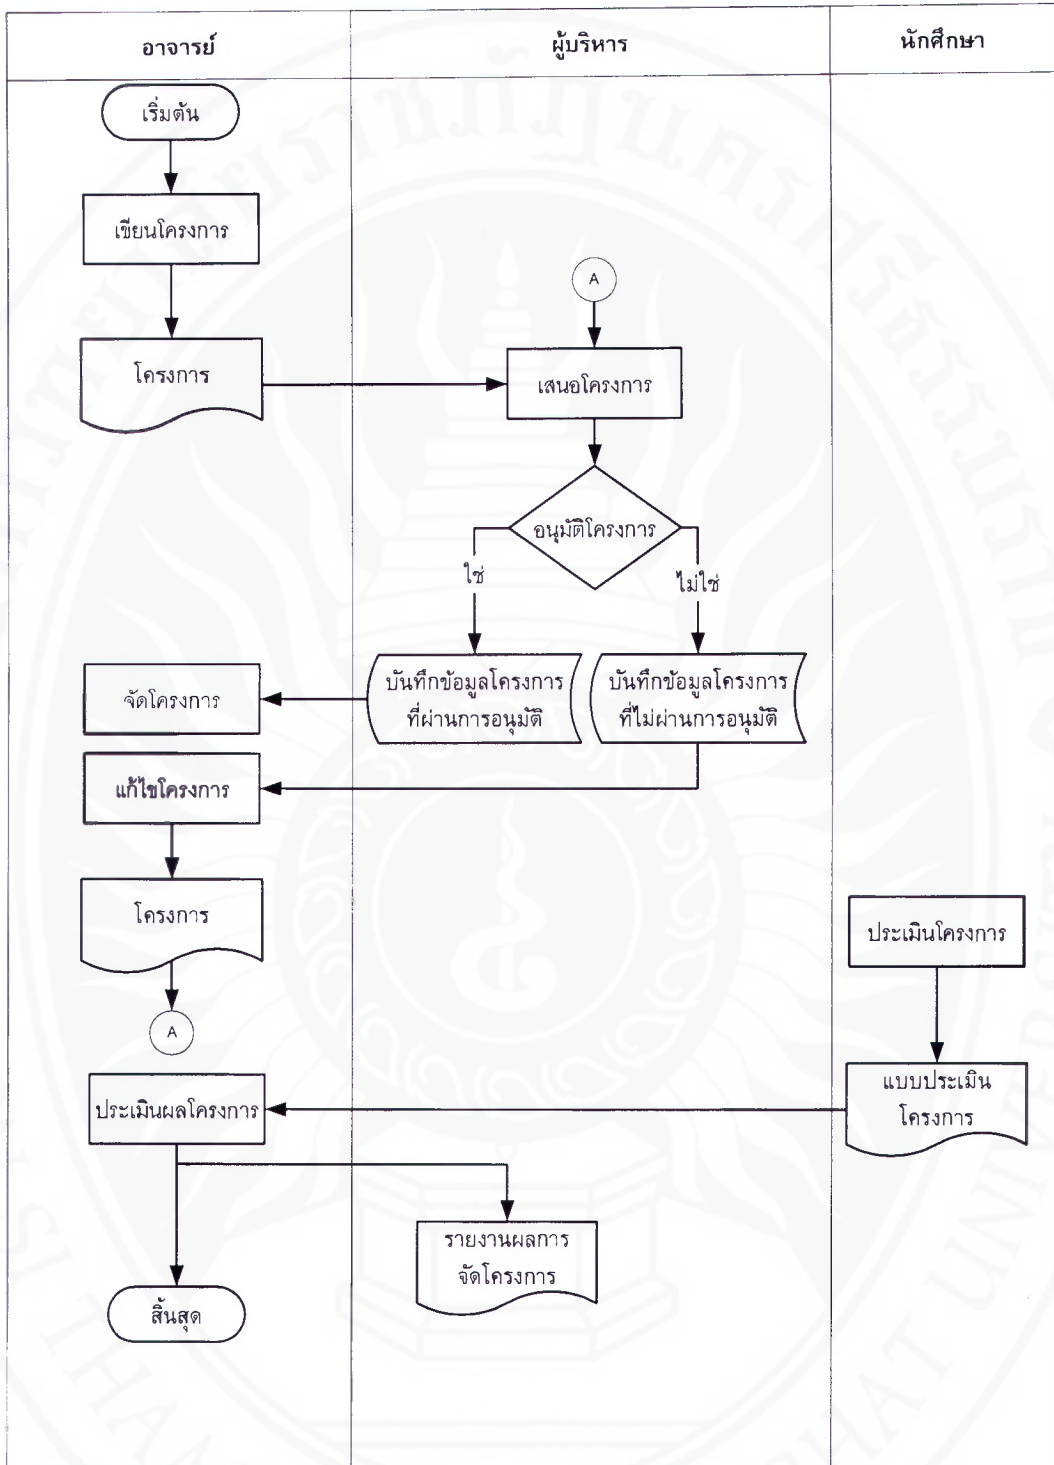 อาจารย์
ผู้บริหาร
นักศึกษา
เริ่มต้น
เขียนโครงการ
A
โครงการ
เสนอโครงการ
อนุมัติโครงการ
ใช่
ไม่ใช่
จัดโครงการ
บันทึกข้อมูลโครงการ
ที่ผ่านการอนุมัติ
บันทึกข้อมูลโครงการ
ที่ไม่ผ่านการอนุมัติ
แก้ไขโครงการ
โครงการ
ประเมินโครงการ
A
ประเมินผลโครงการ
แบบประเมิน
โครงการ
รายงานผลการ
จัดโครงการ
สิ้นสุด